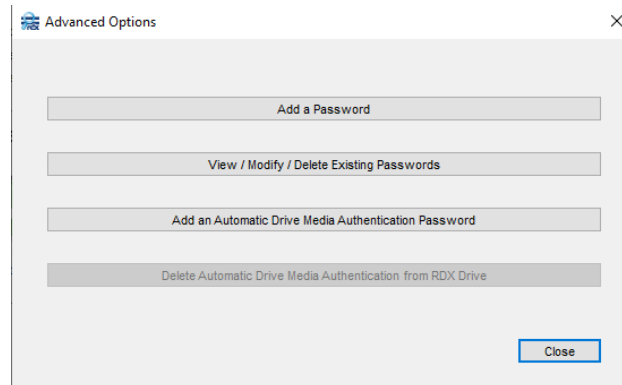 Advanced Options
Add a Password
View / Modify / Delete Existing Passwords
Add an Automatic Drive Media Authentication Password
Delete Automatic Drive Media Authentication from RDX Drive
Close